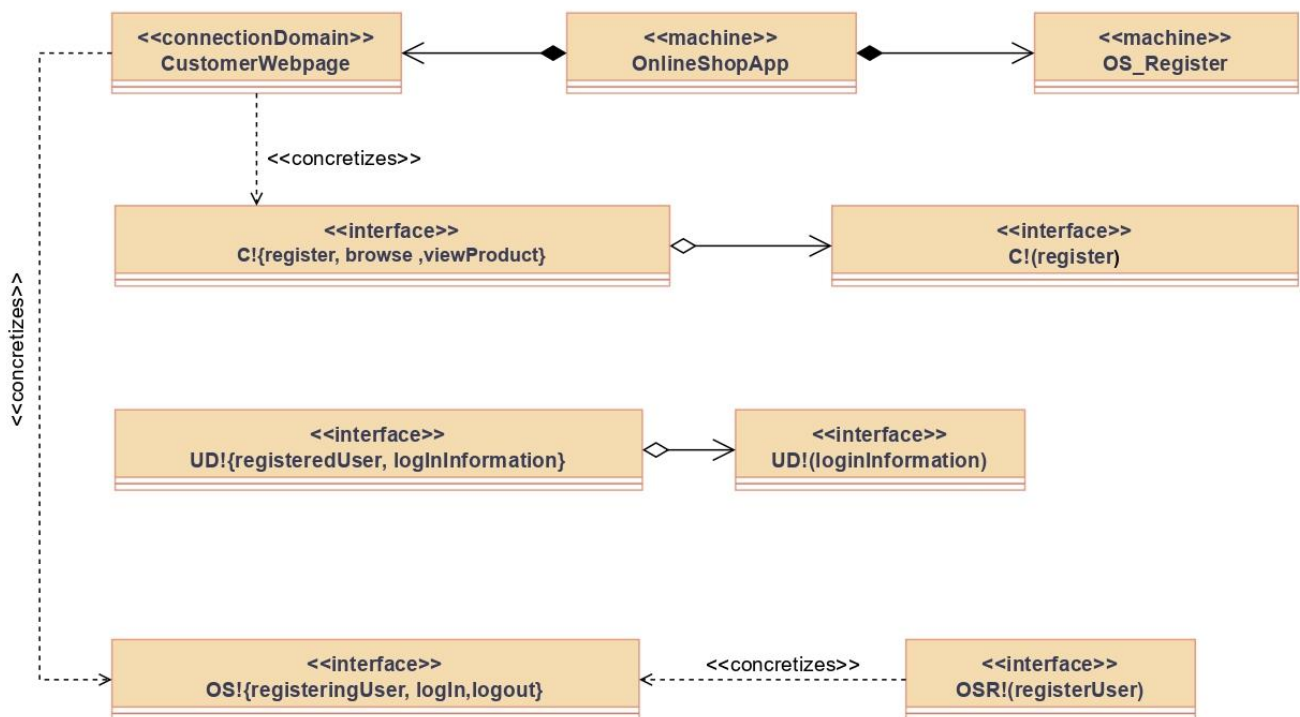 <<connectionDomain>>
CustomerWebpage
<<machine>>
OnlineShopApp
<<machine>>
OS_Register
<<concretizes>>
<<interface>>
C!{register, browse ,viewProduct}
<<interface>>
C!(register)
<<concretizes>>
<<interface>>
UD!{registeredUser, logInInformation}
<<interface>>
UD!(loginInformation)
<<interface>>
OS!{registeringUser, logIn,logout}
<<concretizes>>
<<interface>>
OSR!(registerUser)